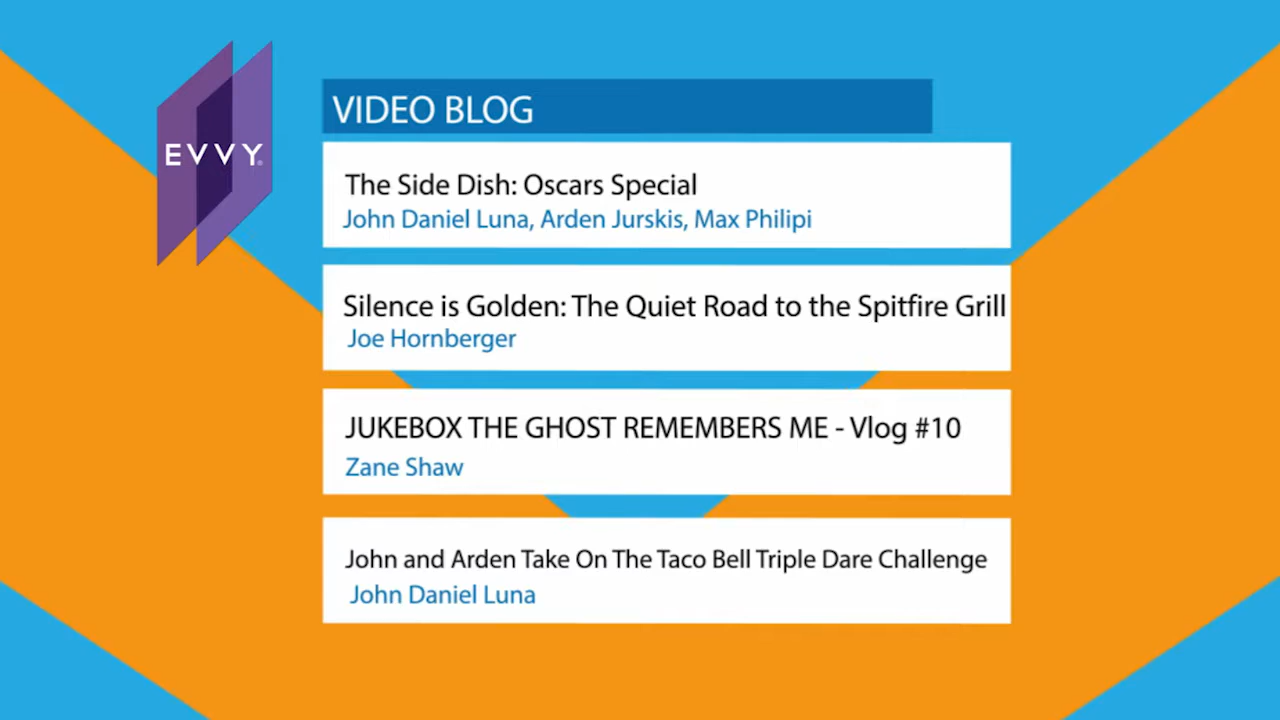 EVVY
VIDEO BLOG
The Side Dish: Oscars Special
John Daniel Luna, Arden Jurskis, Max Philipi
Silence is Golden: The Quiet Road to the Spitfire Grill
Joe Hornberger
JUKEBOX THE GHOST REMEMBERS ME - Vlog #10
Zane Shaw
John and Arden Take On The Taco Bell Triple Dare Challenge
John Daniel Luna